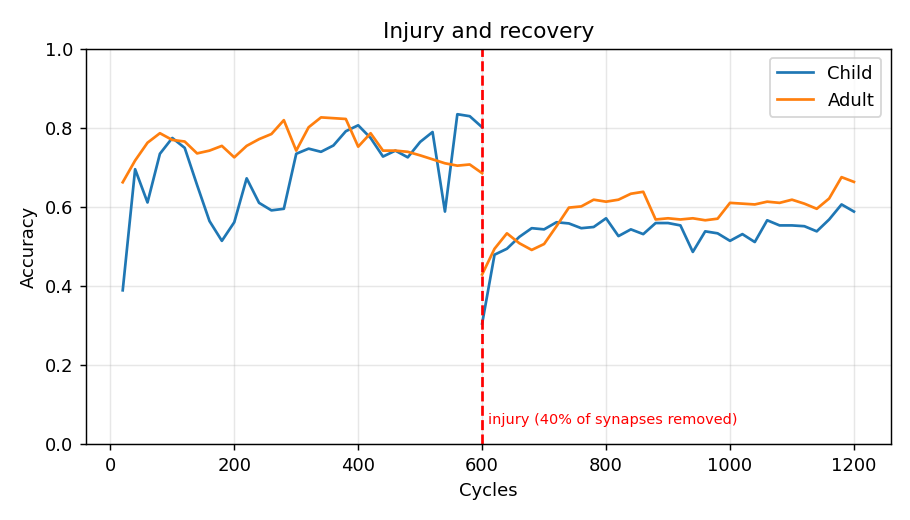 Injury and recovery
1.0
0.8
0.6
0.4
0.2
0.0
Accuracy
Child
Adult
injury (40% of synapses removed)
0 200 400 600 800 1000 1200
Cycles